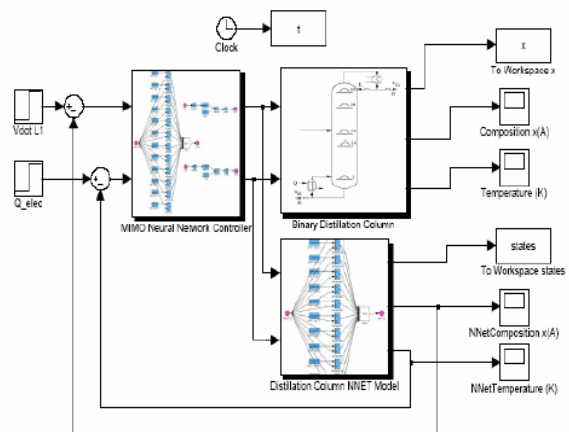 t
Clock
x
To Workspace x
Vdot L1
Composition x(A)
Q_elec
Temperature (K)
MIMO Neural Network Controller
Binary Distillation Column
states
To Workspace states
NNetComposition x(A)
Distillation Column NNET Model
NNetTemperature (K)